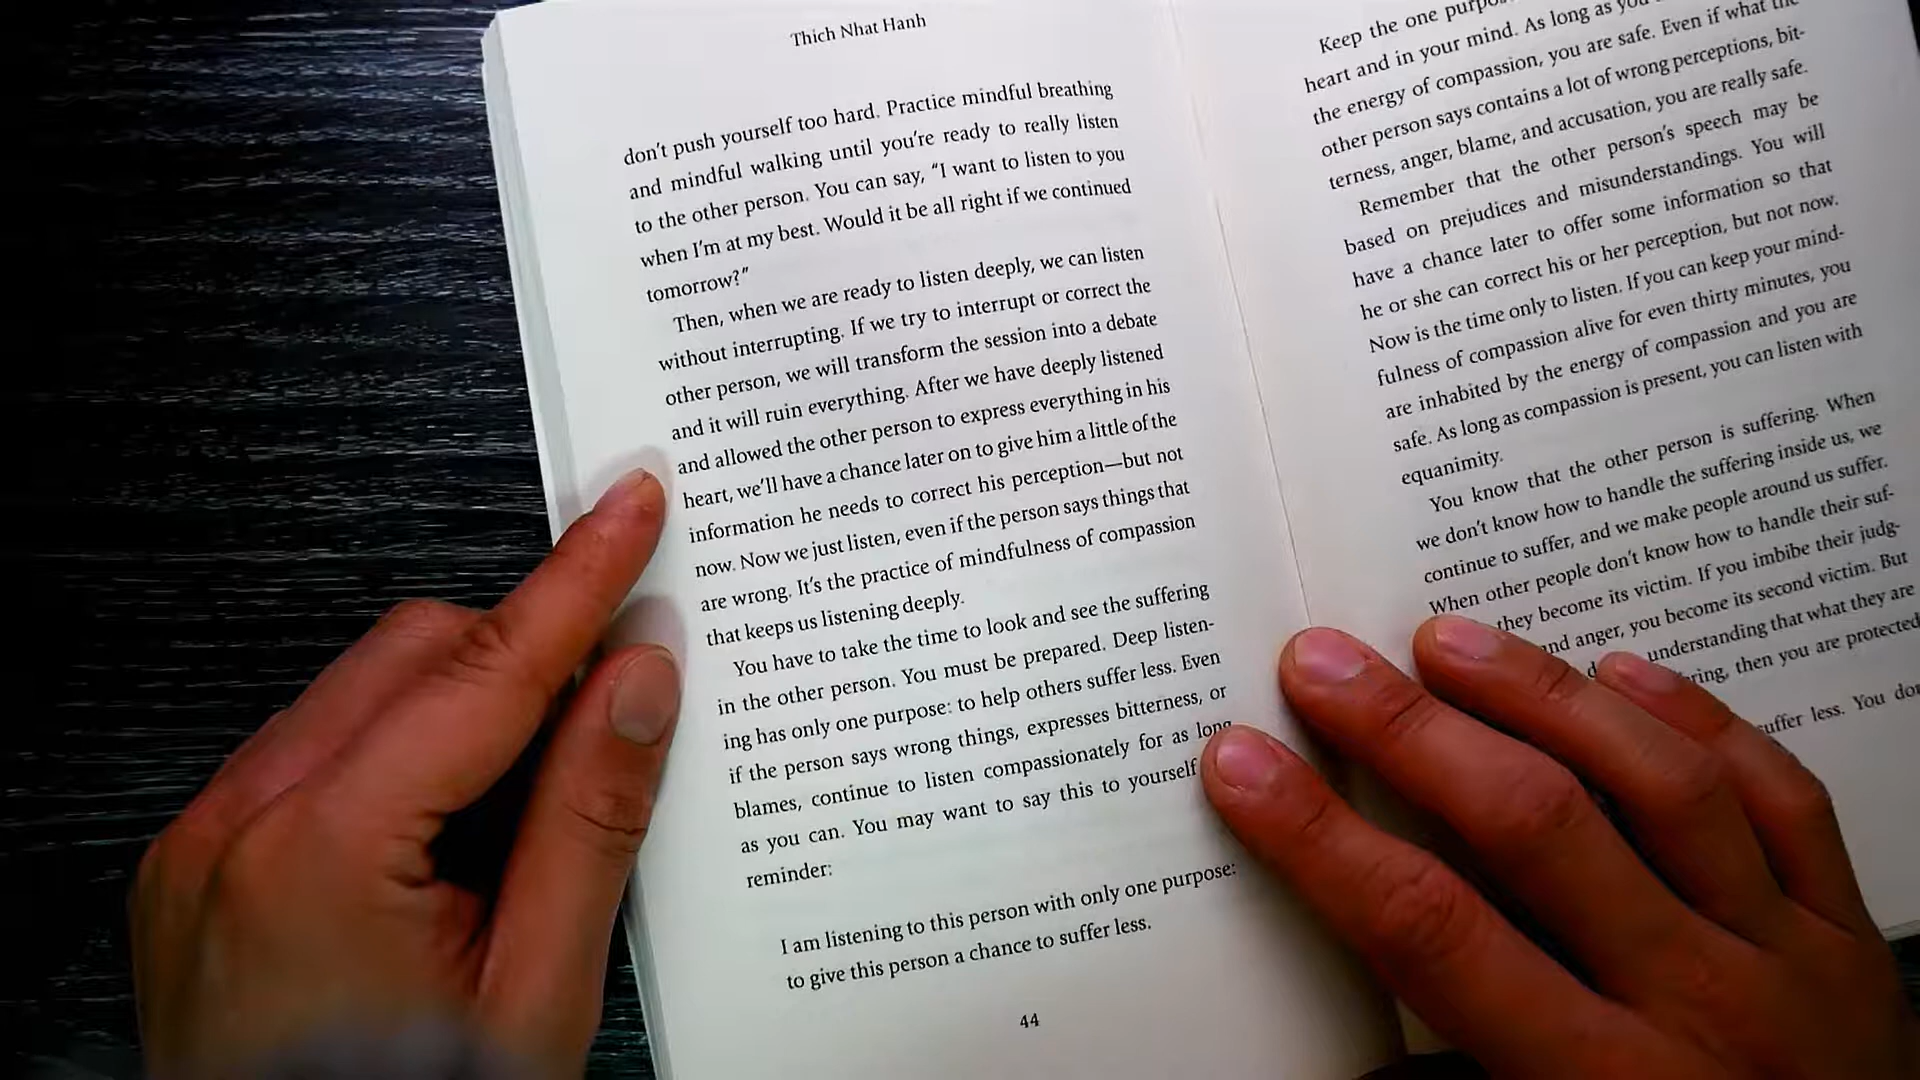 Thich Nhat Hanh
don't push yourself too hard. Practice mindful breathing
and mindful walking until you're ready to really listen
to the other person. You can say, “I want to listen to you
when I'm at my best. Would it be all right if we continued
tomorrow?”
Then, when we are ready to listen deeply, we can listen
without interrupting. If we try to interrupt or correct the
other person, we will transform the session into a debate
and it will ruin everything. After we have deeply listened
and allowed the other person to express everything in his
heart, we'll have a chance later on to give him a little of the
information he needs to correct his perception—but not
now. Now we just listen, even if the person says things that
are wrong. It's the practice of mindfulness of compassion
that keeps us listening deeply.
You have to take the time to look and see the suffering
in the other person. You must be prepared. Deep listen-
ing has only one purpose: to help others suffer less. Even
if the person says wrong things, expresses bitterness, or
blames, continue to listen compassionately for as long
as you can. You may want to say this to yourself
reminder:
I am listening to this person with only one purpose:
to give this person a chance to suffer less.
44
Keep the one
heart and in your mind. As long as you
the energy of compassion, you are safe. Even if what the
other person says contains a lot of wrong perceptions, bit-
terness, anger, blame, and accusation, you are really safe.
Remember that the other person's speech may be
based on prejudices and misunderstandings. You will
have a chance later to offer some information so that
he or she can correct his or her perception, but not now.
Now is the time only to listen. If you can keep your mind-
fulness of compassion alive for even thirty minutes, you
are inhabited by the energy of compassion and you are
safe. As long as compassion is present, you can listen with
equanimity.
You know that the other person is suffering. When
we don't know how to handle the suffering inside us, we
continue to suffer, and we make people around us suffer.
When other people don't know how to handle their suf-
they become its victim. If you imbibe their judg-
and anger, you become its second victim. But
understanding that what they are
then you are protected
suffer less. You